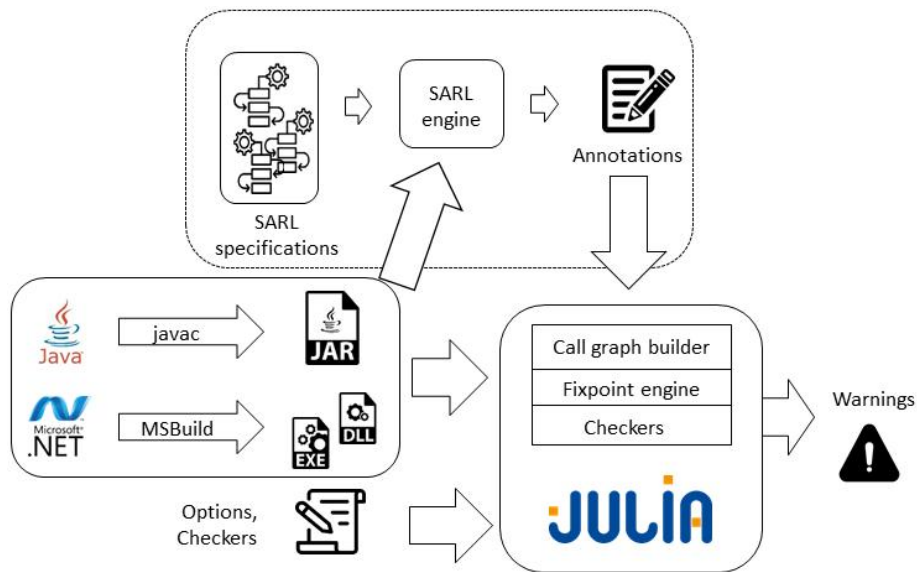 SARL
engine
Annotations
SARL
specifications
Java
javac
JAR
Microsoft®
.NET
MSBuild
EXE
DLL
Options,
Checkers
Call graph builder
Fixpoint engine
Checkers
JULIA
Warnings